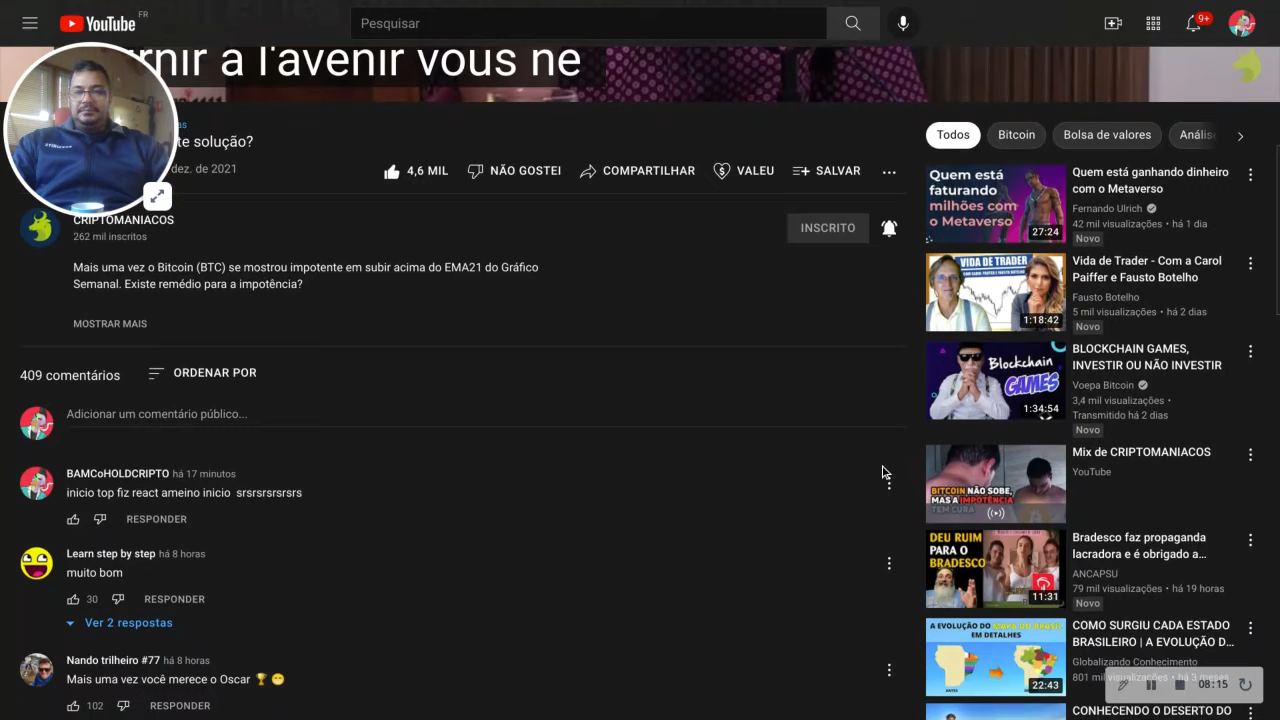 YouTube FR
Pesquisar
9+
rnir a l'avenir vous ne
as
te solução?
dez. de 2021
4,6 MIL
NÃO GOSTEI
COMPARTILHAR
VALEU
SALVAR
CRIPTOMANIACOS
262 mil inscritos
INSCRITO
Mais uma vez o Bitcoin (BTC) se mostrou impotente em subir acima do EMA21 do Gráfico
Semanal. Existe remédio para a impotência?
MOSTRAR MAIS
409 comentários
ORDENAR POR
Adicionar um comentário público...
BAMCoHOLDCRIPTO há 17 minutos
inicio top fiz react ameino inicio srsrsrsrsrsrs
RESPONDER
Learn step by step há 8 horas
muito bom
30
RESPONDER
Ver 2 respostas
Nando trilheiro #77 há 8 horas
Mais uma vez você merece o Oscar 🏆 😁
102
RESPONDER
Todos
Bitcoin
Bolsa de valores
Análise
Quem está
faturando
milhões com
o Metaverso
27:24
Quem está ganhando dinheiro
com o Metaverso
Fernando Ulrich
42 mil visualizações • há 1 dia
Novo
VIDA DE TRADER
1:18:42
Vida de Trader - Com a Carol
Paiffer e Fausto Botelho
Fausto Botelho
5 mil visualizações • há 2 dias
Novo
Blockchain
GAMES
1:34:54
BLOCKCHAIN GAMES,
INVESTIR OU NÃO INVESTIR
Voepa Bitcoin
3,4 mil visualizações •
Transmitido há 2 dias
Novo
BITCOIN NÃO SOBE,
MAS A IMPOTÊNCIA
TEM CURA
Mix de CRIPTOMANIACOS
YouTube
DEU RUIM
PARA O
BRADESCO
11:31
Bradesco faz propaganda
lacradora e é obrigado a...
ANCAPSU
79 mil visualizações • há 19 horas
Novo
A EVOLUÇÃO DO MAPA DO BRASIL
EM DETALHES
22:43
COMO SURGIU CADA ESTADO
BRASILEIRO | A EVOLUÇÃO D...
Globalizando Conhecimento
801 mil
há 3 meses
08:15
CONHECENDO O DESERTO DO